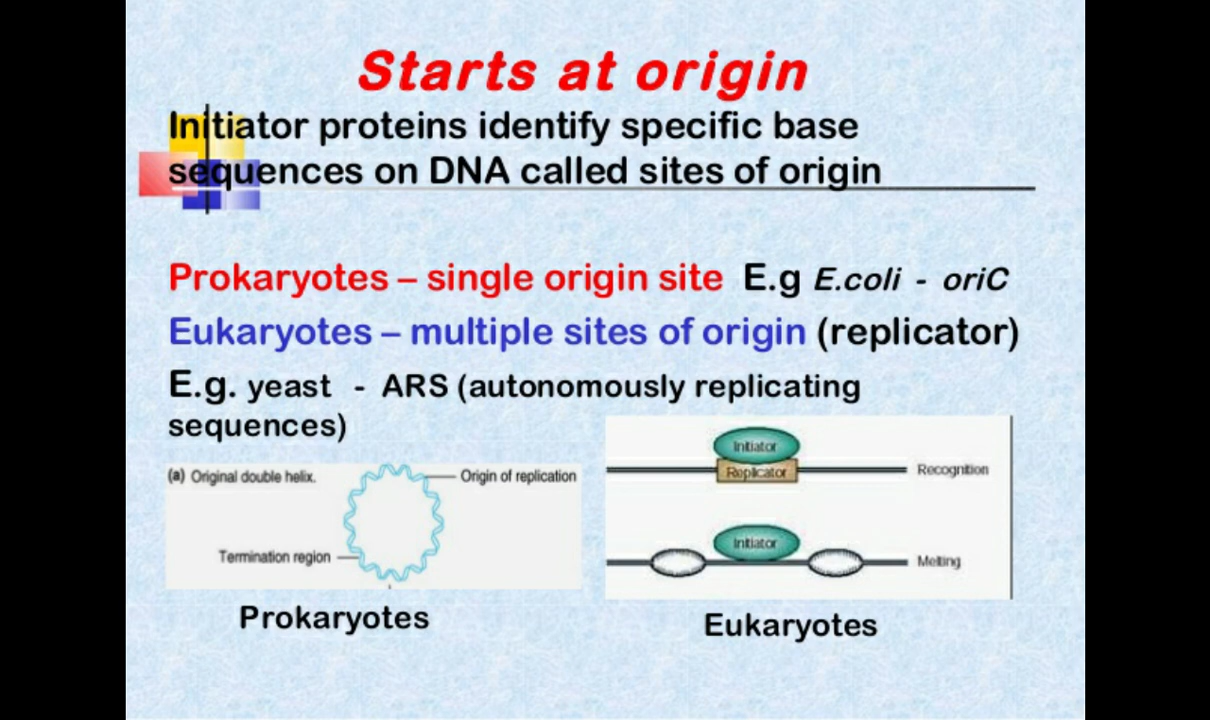 Starts at origin
Initiator proteins identify specific base
sequences on DNA called sites of origin
Prokaryotes – single origin site E.g E.coli - oriC
Eukaryotes – multiple sites of origin (replicator)
E.g. yeast - ARS (autonomously replicating
sequences)
(a) Original double helix.
Origin of replication
Termination region
Prokaryotes
Initiator
Replicator
Recognition
Initiator
Melting
Eukaryotes